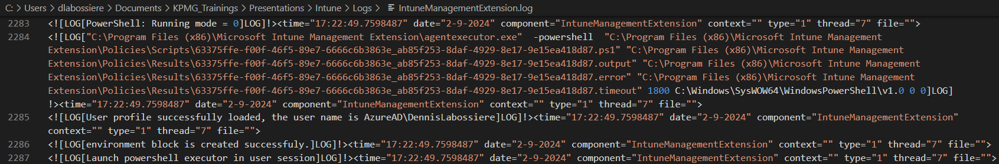 C: > Users > dlabossiere > Documents > KPMG_Trainings > Presentations > Intune > Logs > IntuneManagementExtension.log
2283 <![LOG[PowerShell: Running mode = 0]LOG]!><time="17:22:49.7598487" date="2-9-2024" component="IntuneManagementExtension" context="" type="1" thread="7" file="">
2284 <![LOG["C:\Program Files (x86)\Microsoft Intune Management Extension\agentexecutor.exe"  -powershell  "C:\Program Files (x86)\Microsoft Intune Management
Extension\Policies\Scripts\63375ffe-f00f-46f5-89e7-6666c6b3863e_ab85f253-8daf-4929-8e17-9e15ea418d87.ps1" "C:\Program Files (x86)\Microsoft Intune Management
Extension\Policies\Results\63375ffe-f00f-46f5-89e7-6666c6b3863e_ab85f253-8daf-4929-8e17-9e15ea418d87.output" "C:\Program Files (x86)\Microsoft Intune Management
Extension\Policies\Results\63375ffe-f00f-46f5-89e7-6666c6b3863e_ab85f253-8daf-4929-8e17-9e15ea418d87.error" "C:\Program Files (x86)\Microsoft Intune Management
Extension\Policies\Results\63375ffe-f00f-46f5-89e7-6666c6b3863e_ab85f253-8daf-4929-8e17-9e15ea418d87.timeout" 1800 C:\Windows\SysWOW64\WindowsPowerShell\v1.0 0 0]LOG]
!><time="17:22:49.7598487" date="2-9-2024" component="IntuneManagementExtension" context="" type="1" thread="7" file="">
2285 <![LOG[User profile successfully loaded, the user name is AzureAD\DennisLabossiere]LOG]!><time="17:22:49.7598487" date="2-9-2024" component="IntuneManagementExtension"
context="" type="1" thread="7" file="">
2286 <![LOG[environment block is created successfuly.]LOG]!><time="17:22:49.7598487" date="2-9-2024" component="IntuneManagementExtension" context="" type="1" thread="7" file="">
2287 <![LOG[Launch powershell executor in user session]LOG]!><time="17:22:49.7598487" date="2-9-2024" component="IntuneManagementExtension" context="" type="1" thread="7" file="">